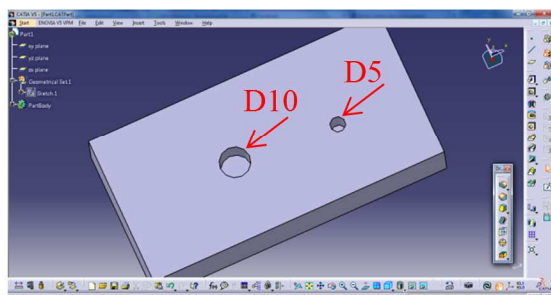 CATIA V5 - [Part1.CATPart]
Start ENOVIA V5 VPM File Edit View Insert Tools Window Help
Part1
xy plane
yz plane
zx plane
Geometrical Set.1
Sketch.1
PartBody
D10
D5